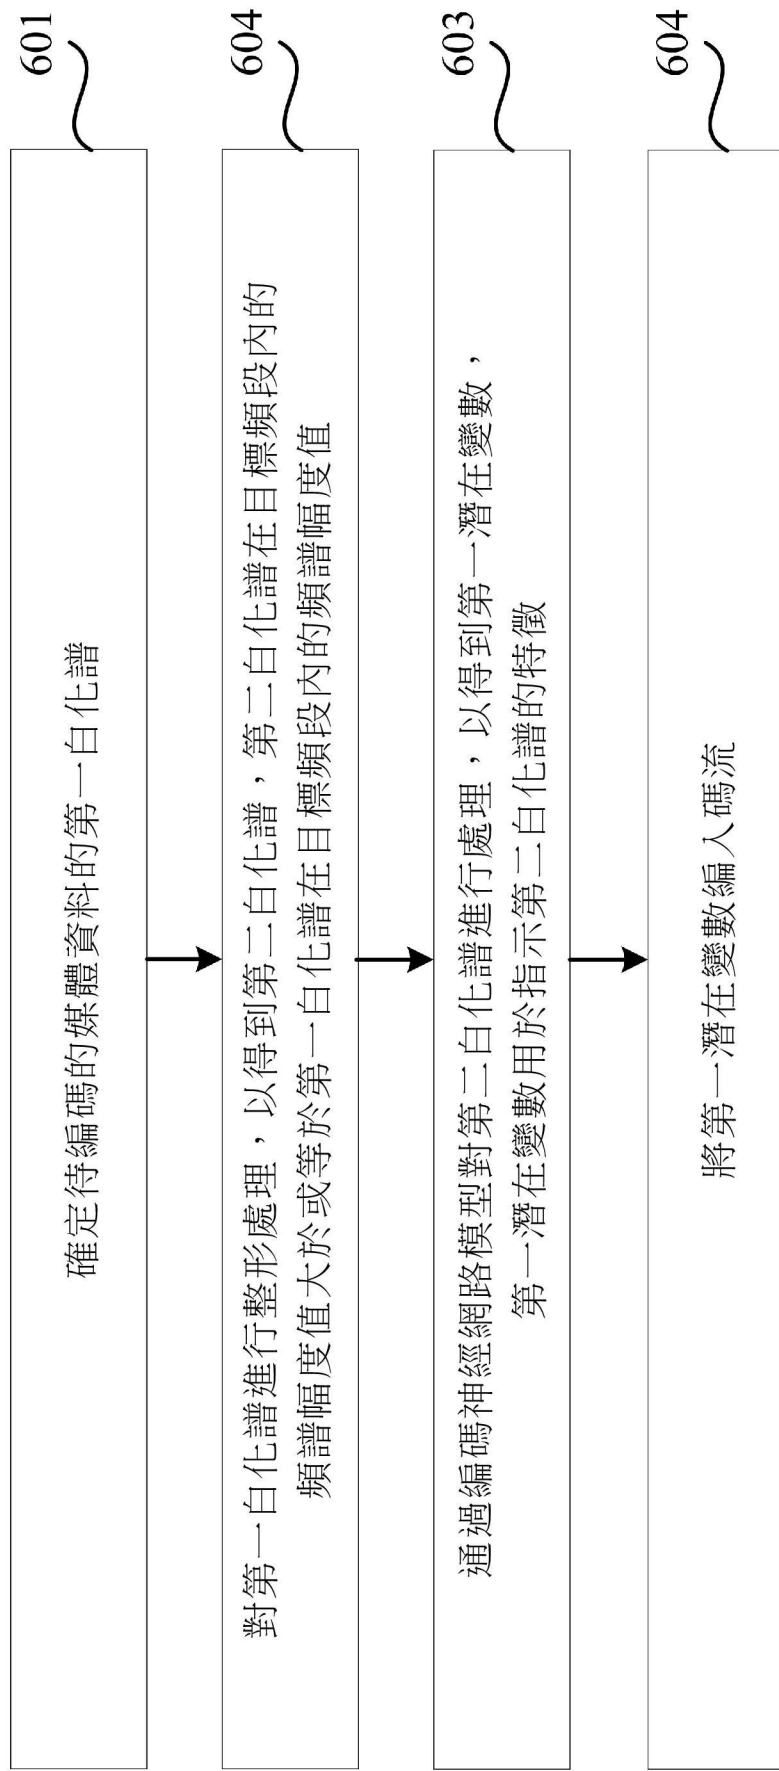 601
確定待編碼的媒體資料的第一白化譜
604
對第一白化譜進行整形處理，以得到第二白化譜，第二白化譜在目標頻段內的
頻譜幅度值大於或等於第一白化譜在目標頻段內的頻譜幅度值
603
通過編碼神經網路模型對第二白化譜進行處理，以得到第一潛在變數，
第一潛在變數用於指示第二白化譜的特徵
604
將第一潛在變數編入碼流